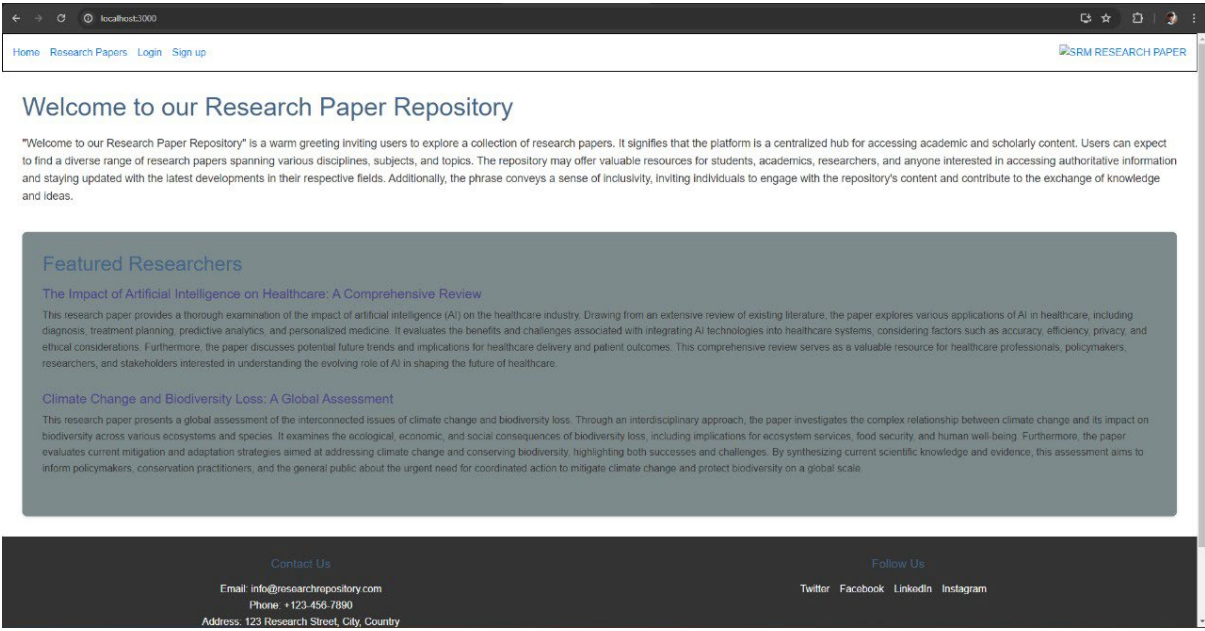 localhost:3000
Home Research Papers Login Sign up
SRM RESEARCH PAPER
Welcome to our Research Paper Repository
"Welcome to our Research Paper Repository" is a warm greeting inviting users to explore a collection of research papers. It signifies that the platform is a centralized hub for accessing academic and scholarly content. Users can expect
to find a diverse range of research papers spanning various disciplines, subjects, and topics. The repository may offer valuable resources for students, academics, researchers, and anyone interested in accessing authoritative information
and staying updated with the latest developments in their respective fields. Additionally, the phrase conveys a sense of inclusivity, inviting individuals to engage with the repository's content and contribute to the exchange of knowledge
and ideas.
Featured Researchers
The Impact of Artificial Intelligence on Healthcare: A Comprehensive Review
This research paper provides a thorough examination of the impact of artificial intelligence (AI) on the healthcare industry. Drawing from an extensive review of existing literature, the paper explores various applications of AI in healthcare, including
diagnosis, treatment planning, predictive analytics, and personalized medicine. It evaluates the benefits and challenges associated with integrating AI technologies into healthcare systems, considering factors such as accuracy, efficiency, privacy, and
ethical considerations. Furthermore, the paper discusses potential future trends and implications for healthcare delivery and patient outcomes. This comprehensive review serves as a valuable resource for healthcare professionals, policymakers,
researchers, and stakeholders interested in understanding the evolving role of AI in shaping the future of healthcare.
Climate Change and Biodiversity Loss: A Global Assessment
This research paper presents a global assessment of the interconnected issues of climate change and biodiversity loss. Through an interdisciplinary approach, the paper investigates the complex relationship between climate change and its impact on
biodiversity across various ecosystems and species. It examines the ecological, economic, and social consequences of biodiversity loss, including implications for ecosystem services, food security, and human well-being. Furthermore, the paper
evaluates current mitigation and adaptation strategies aimed at addressing climate change and conserving biodiversity, highlighting both successes and challenges. By synthesizing current scientific knowledge and evidence, this assessment aims to
inform policymakers, conservation practitioners, and the general public about the urgent need for coordinated action to mitigate climate change and protect biodiversity on a global scale.
Contact Us
Email: info@researchrepository.com
Phone: +123-456-7890
Address: 123 Research Street, City, Country
Follow Us
Twitter Facebook LinkedIn Instagram